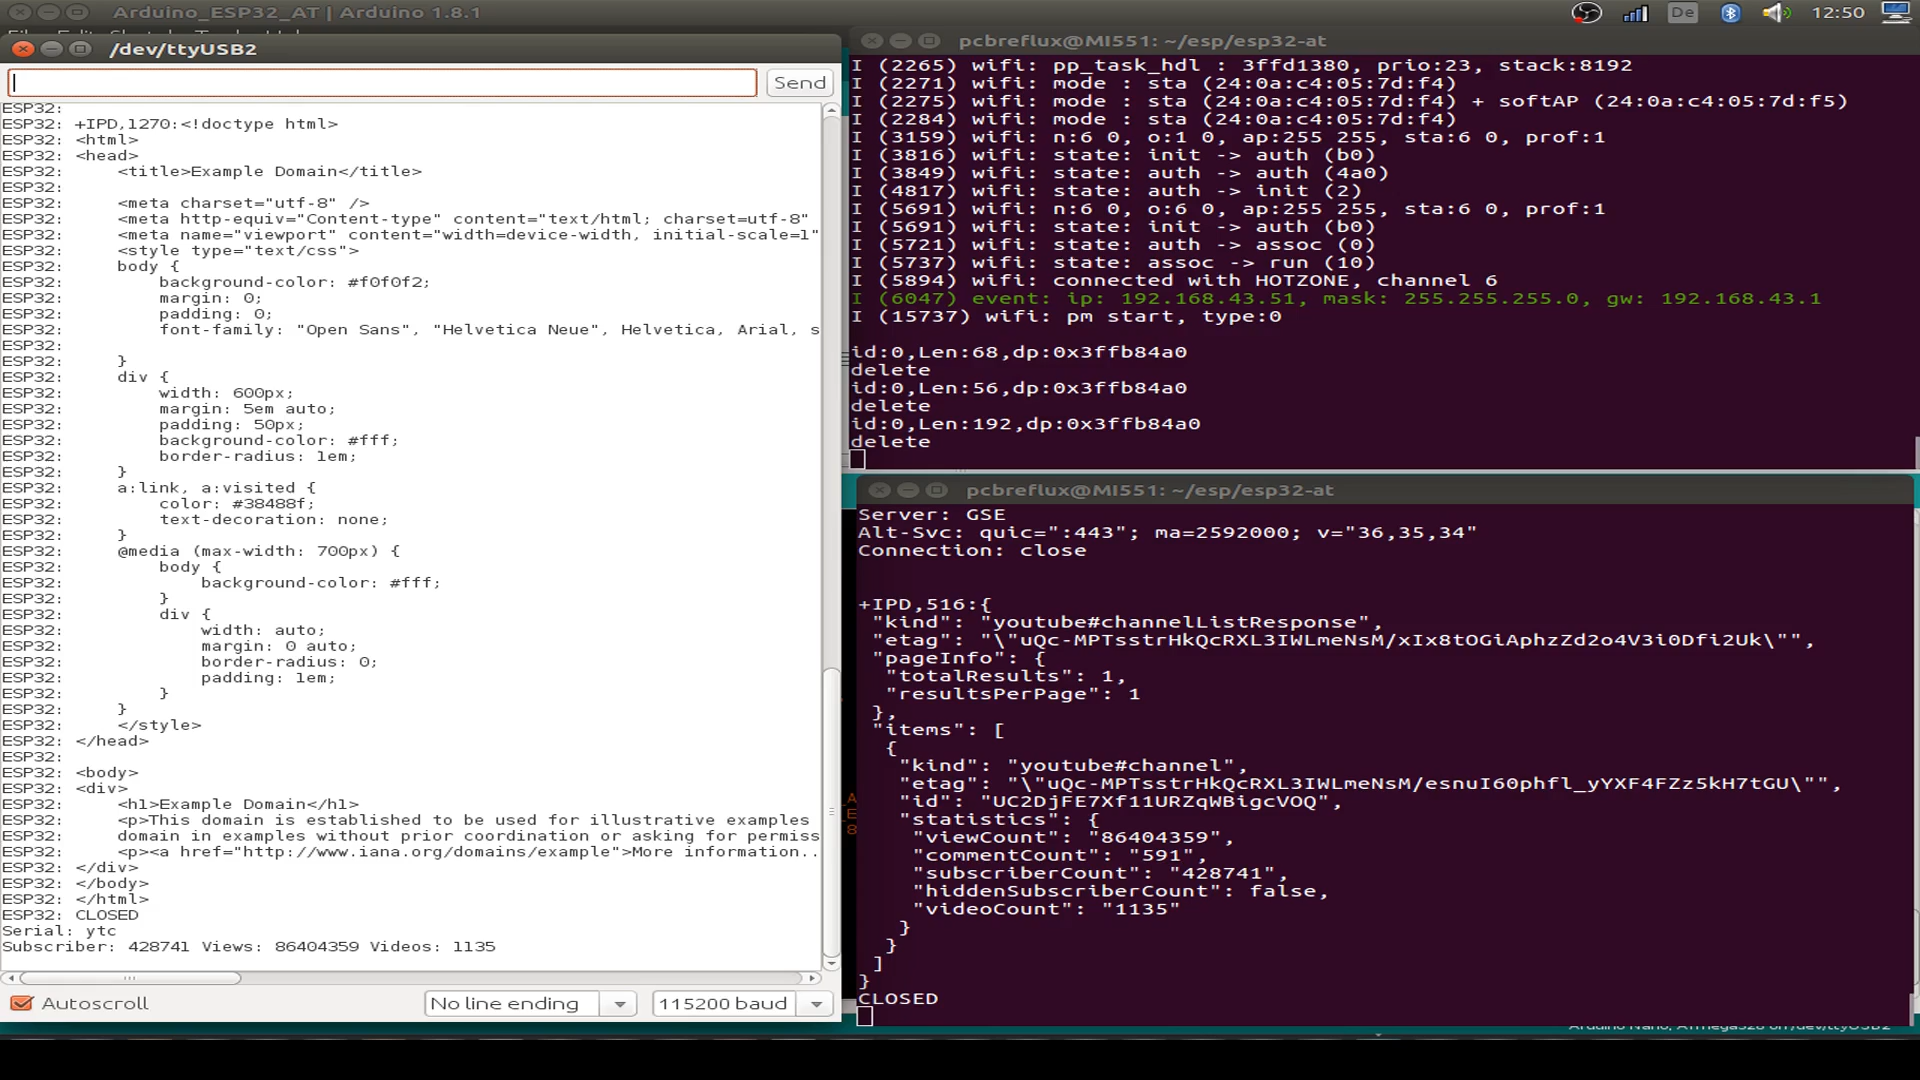 Arduino_ESP32_AT | Arduino 1.8.1
De
12:50
/dev/ttyUSB2
Send
ESP32:
ESP32: +IPD,1270:<!doctype html>
ESP32: <html>
ESP32: <head>
ESP32:     <title>Example Domain</title>
ESP32:
ESP32:     <meta charset="utf-8" />
ESP32:     <meta http-equiv="Content-type" content="text/html; charset=utf-8"
ESP32:     <meta name="viewport" content="width=device-width, initial-scale=1"
ESP32:     <style type="text/css">
ESP32:     body {
ESP32:         background-color: #f0f0f2;
ESP32:         margin: 0;
ESP32:         padding: 0;
ESP32:         font-family: "Open Sans", "Helvetica Neue", Helvetica, Arial, s
ESP32:
ESP32:     }
ESP32:     div {
ESP32:         width: 600px;
ESP32:         margin: 5em auto;
ESP32:         padding: 50px;
ESP32:         background-color: #fff;
ESP32:         border-radius: 1em;
ESP32:     }
ESP32:     a:link, a:visited {
ESP32:         color: #38488f;
ESP32:         text-decoration: none;
ESP32:     }
ESP32:     @media (max-width: 700px) {
ESP32:         body {
ESP32:             background-color: #fff;
ESP32:         }
ESP32:         div {
ESP32:             width: auto;
ESP32:             margin: 0 auto;
ESP32:             border-radius: 0;
ESP32:             padding: 1em;
ESP32:         }
ESP32:     }
ESP32:     </style>
ESP32: </head>
ESP32:
ESP32: <body>
ESP32: <div>
ESP32:     <h1>Example Domain</h1>
ESP32:     <p>This domain is established to be used for illustrative examples
ESP32:     domain in examples without prior coordination or asking for permiss
ESP32:     <p><a href="http://www.iana.org/domains/example">More information..
ESP32: </div>
ESP32: </body>
ESP32: </html>
ESP32: CLOSED
Serial: ytc
Subscriber: 428741 Views: 86404359 Videos: 1135
Autoscroll
No line ending
115200 baud
pcbreflux@MI551: ~/esp/esp32-at
I (2265) wifi: pp_task_hdl : 3ffd1380, prio:23, stack:8192
I (2271) wifi: mode : sta (24:0a:c4:05:7d:f4)
I (2275) wifi: mode : sta (24:0a:c4:05:7d:f4) + softAP (24:0a:c4:05:7d:f5)
I (2284) wifi: mode : sta (24:0a:c4:05:7d:f4)
I (3159) wifi: n:6 0, o:1 0, ap:255 255, sta:6 0, prof:1
I (3816) wifi: state: init -> auth (b0)
I (3849) wifi: state: auth -> auth (4a0)
I (4817) wifi: state: auth -> init (2)
I (5691) wifi: n:6 0, o:6 0, ap:255 255, sta:6 0, prof:1
I (5691) wifi: state: init -> auth (b0)
I (5721) wifi: state: auth -> assoc (0)
I (5737) wifi: state: assoc -> run (10)
I (5894) wifi: connected with HOTZONE, channel 6
I (6047) event: ip: 192.168.43.51, mask: 255.255.255.0, gw: 192.168.43.1
I (15737) wifi: pm start, type:0
id:0,Len:68,dp:0x3ffb84a0
delete
id:0,Len:56,dp:0x3ffb84a0
delete
id:0,Len:192,dp:0x3ffb84a0
delete
pcbreflux@MI551: ~/esp/esp32-at
Server: GSE
Alt-Svc: quic=":443"; ma=2592000; v="36,35,34"
Connection: close
+IPD,516:{
"kind": "youtube#channelListResponse",
"etag": "\"uQc-MPTsstrHkQcRXL3IWLmeNsM/xIx8tOGiAphzZd2o4V3i0Dfi2Uk\"",
"pageInfo": {
"totalResults": 1,
"resultsPerPage": 1
},
"items": [
{
"kind": "youtube#channel",
"etag": "\"uQc-MPTsstrHkQcRXL3IWLmeNsM/esnuI60phfl_yYXF4FZz5kH7tGU\"",
"id": "UC2DjFE7Xf11URZqWBigcVOQ",
"statistics": {
"viewCount": "86404359",
"commentCount": "591",
"subscriberCount": "428741",
"hiddenSubscriberCount": false,
"videoCount": "1135"
}
}
]
}
CLOSED